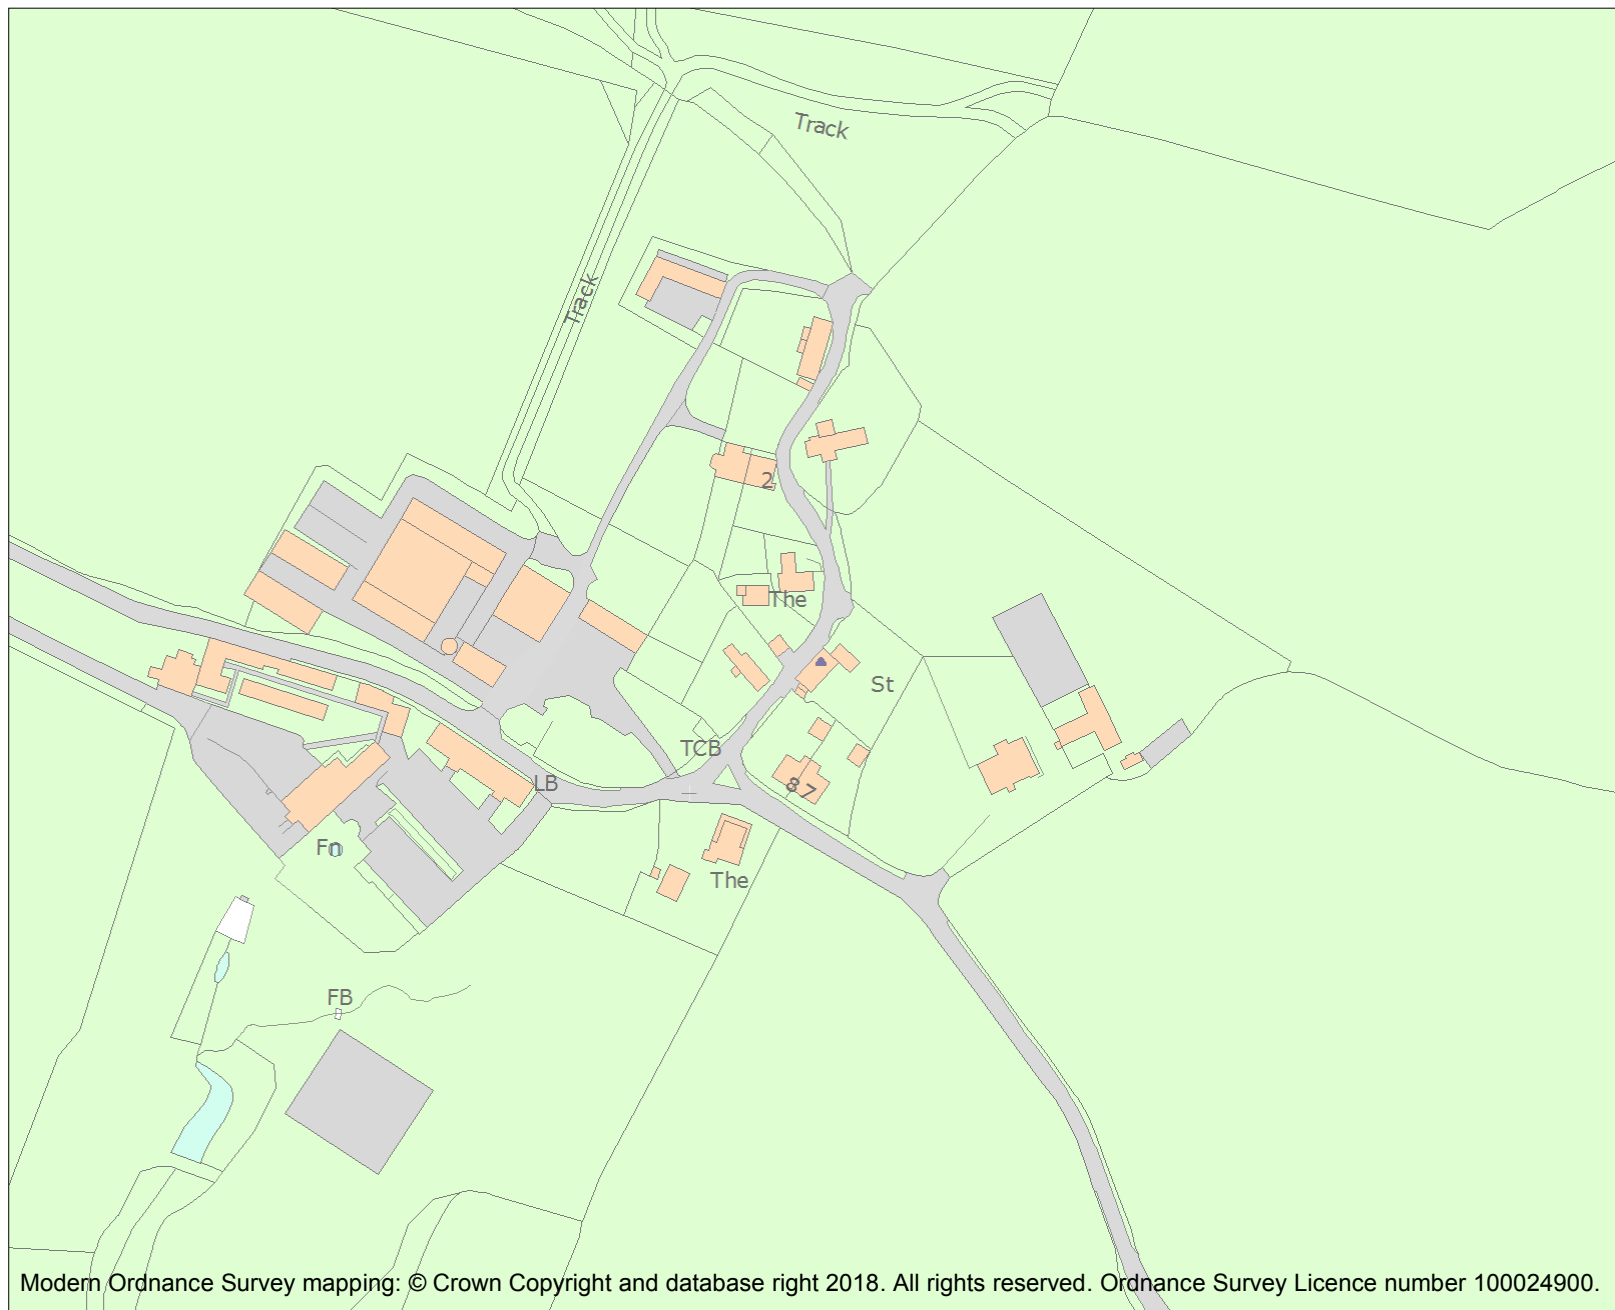 Track
Track
2
The
St
TCB
LB
8 7
Fn
The
FB
Modern Ordnance Survey mapping: © Crown Copyright and database right 2018. All rights reserved. Ordnance Survey Licence number 100024900.